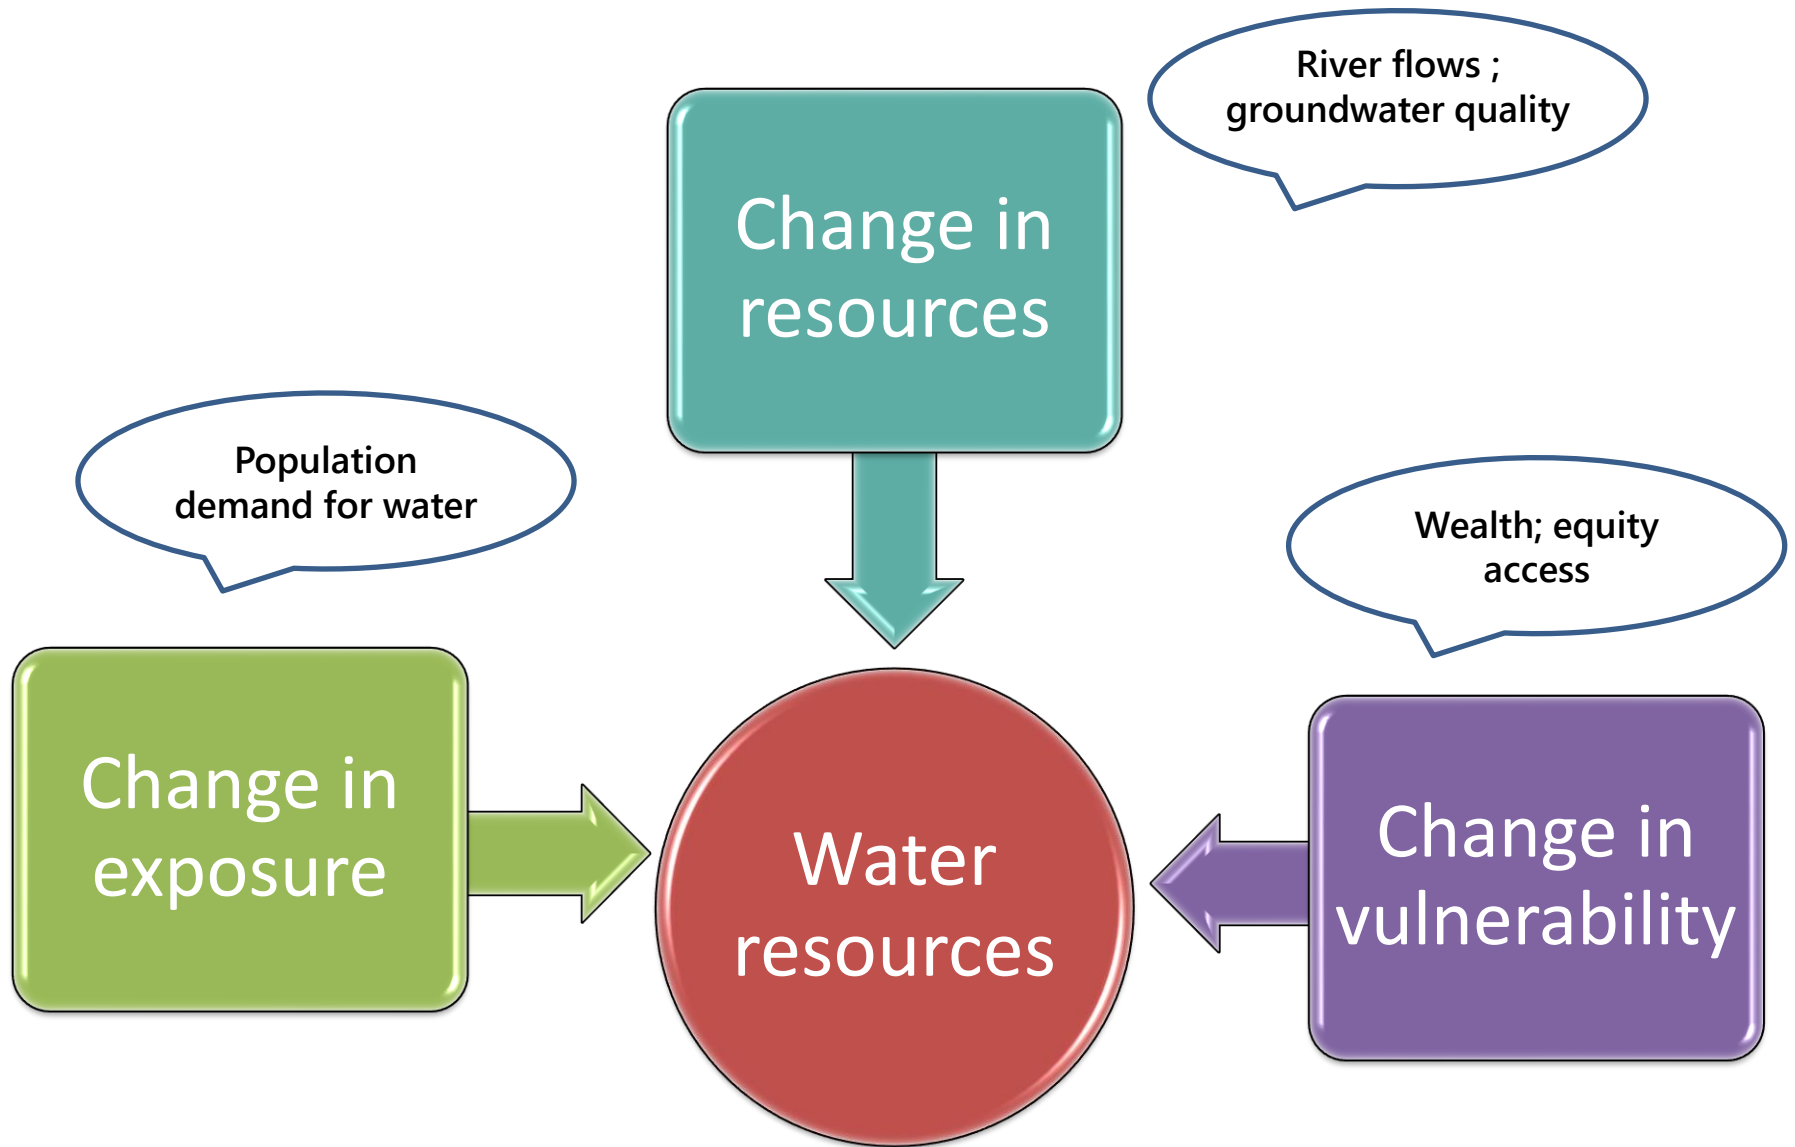 River flows ;
groundwater quality
Change in
resources
Population
demand for water
Wealth; equity
access
Change in
exposure
Water
resources
Change in
vulnerability